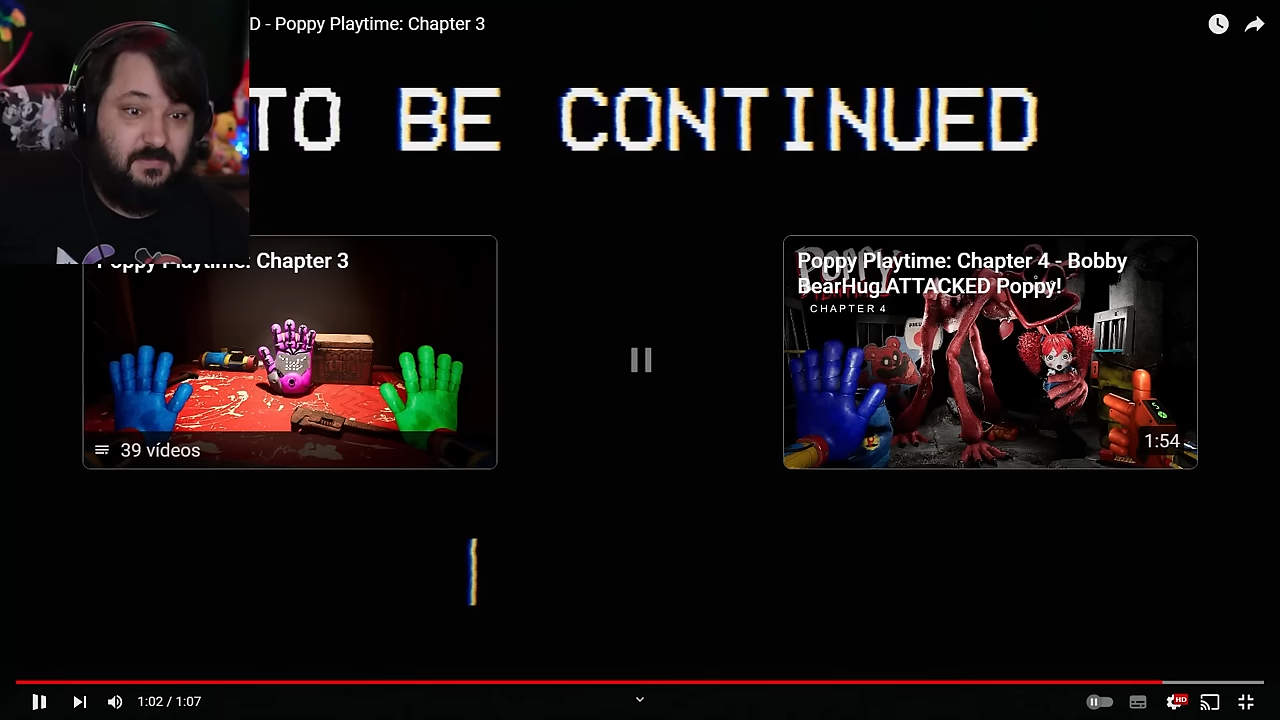 D - Poppy Playtime: Chapter 3
TO BE CONTINUED
Poppy Playtime: Chapter 3
39 vídeos
Poppy Playtime: Chapter 4 - Bobby
BearHug ATTACKED Poppy!
CHAPTER 4
1:54
1:02 / 1:07
HD